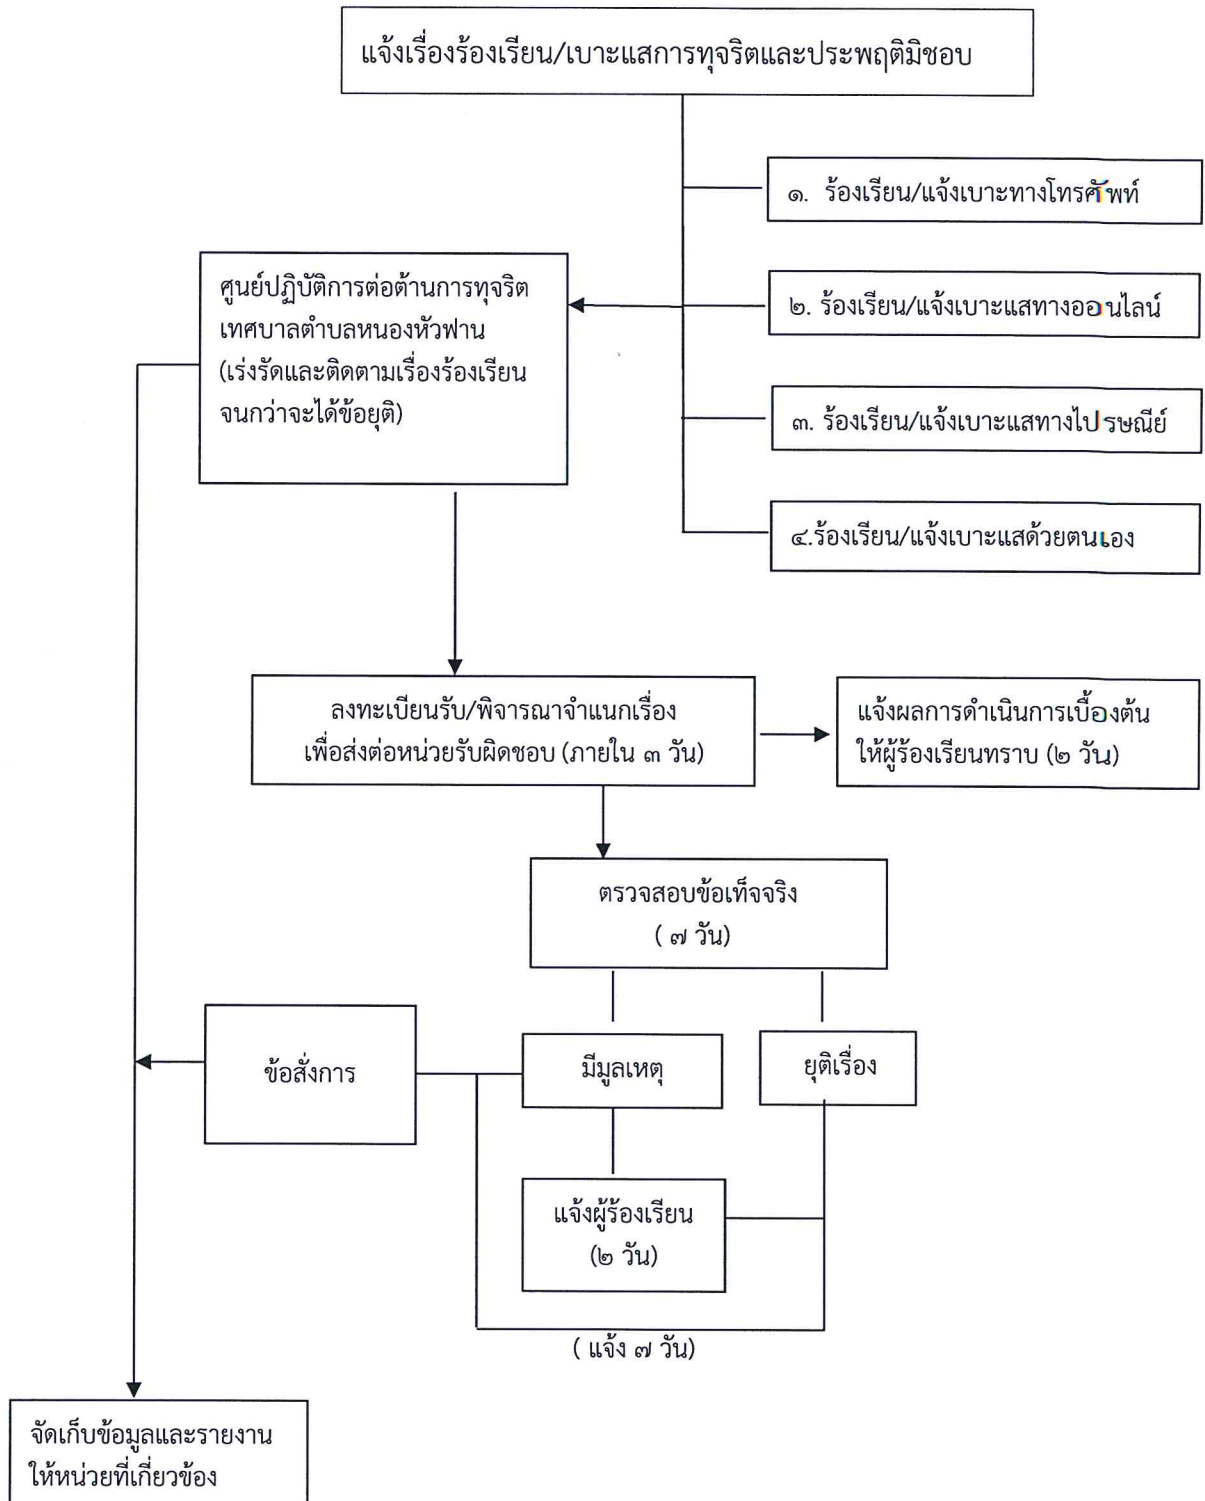 แจ้งเรื่องร้องเรียน/เบาะแสการทุจริตและประพฤติมิชอบ
๑. ร้องเรียน/แจ้งเบาะทางโทรศัพท์
ศูนย์ปฏิบัติการต่อต้านการทุจริต
เทศบาลตำบลหนองหัวฟาน
(เร่งรัดและติดตามเรื่องร้องเรียน
จนกว่าจะได้ข้อยุติ)
๒. ร้องเรียน/แจ้งเบาะแสทางออนไลน์
๓. ร้องเรียน/แจ้งเบาะแสทางไปรษณีย์
๔.ร้องเรียน/แจ้งเบาะแสด้วยตนเอง
ลงทะเบียนรับ/พิจารณาจำแนกเรื่อง
เพื่อส่งต่อหน่วยรับผิดชอบ (ภายใน ๓ วัน)
แจ้งผลการดำเนินการเบื้องต้น
ให้ผู้ร้องเรียนทราบ (๒ วัน)
ตรวจสอบข้อเท็จจริง
( ๗ วัน)
ข้อสั่งการ
มีมูลเหตุ
ยุติเรื่อง
แจ้งผู้ร้องเรียน
(๒ วัน)
( แจ้ง ๗ วัน)
จัดเก็บข้อมูลและรายงาน
ให้หน่วยที่เกี่ยวข้อง